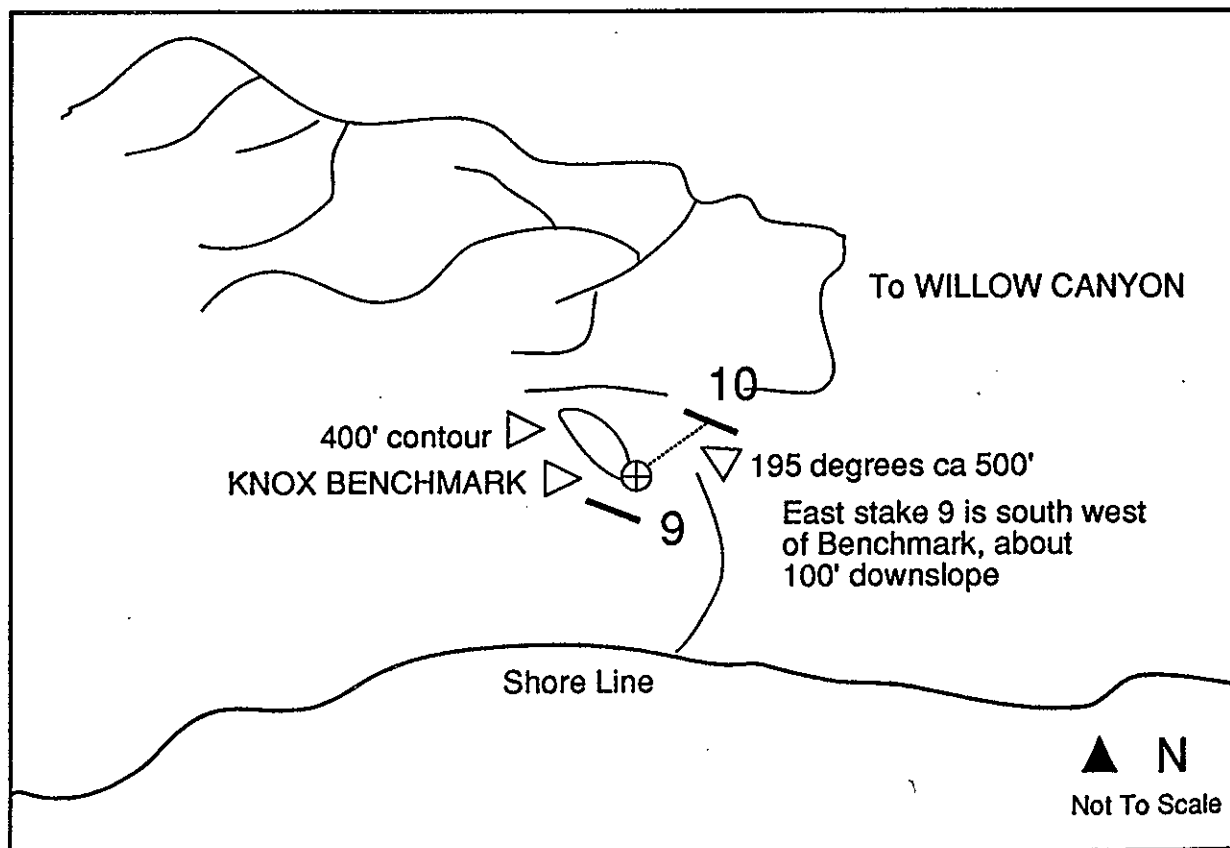 To WILLOW CANYON
10
400' contour
KNOX BENCHMARK
195 degrees ca 500'
9
East stake 9 is south west
of Benchmark, about
100' downslope
Shore Line
N
Not To Scale